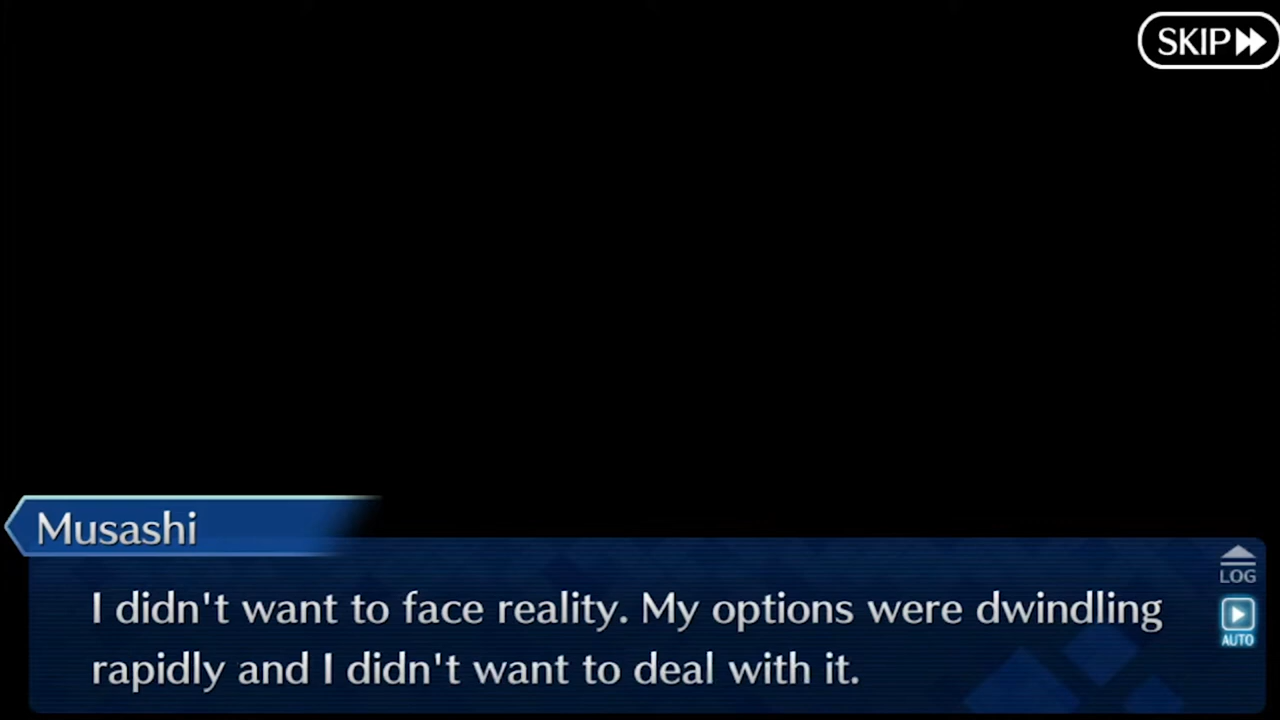 SKIP
Musashi
I didn't want to face reality. My options were dwindling
rapidly and I didn't want to deal with it.
LOG
AUTO